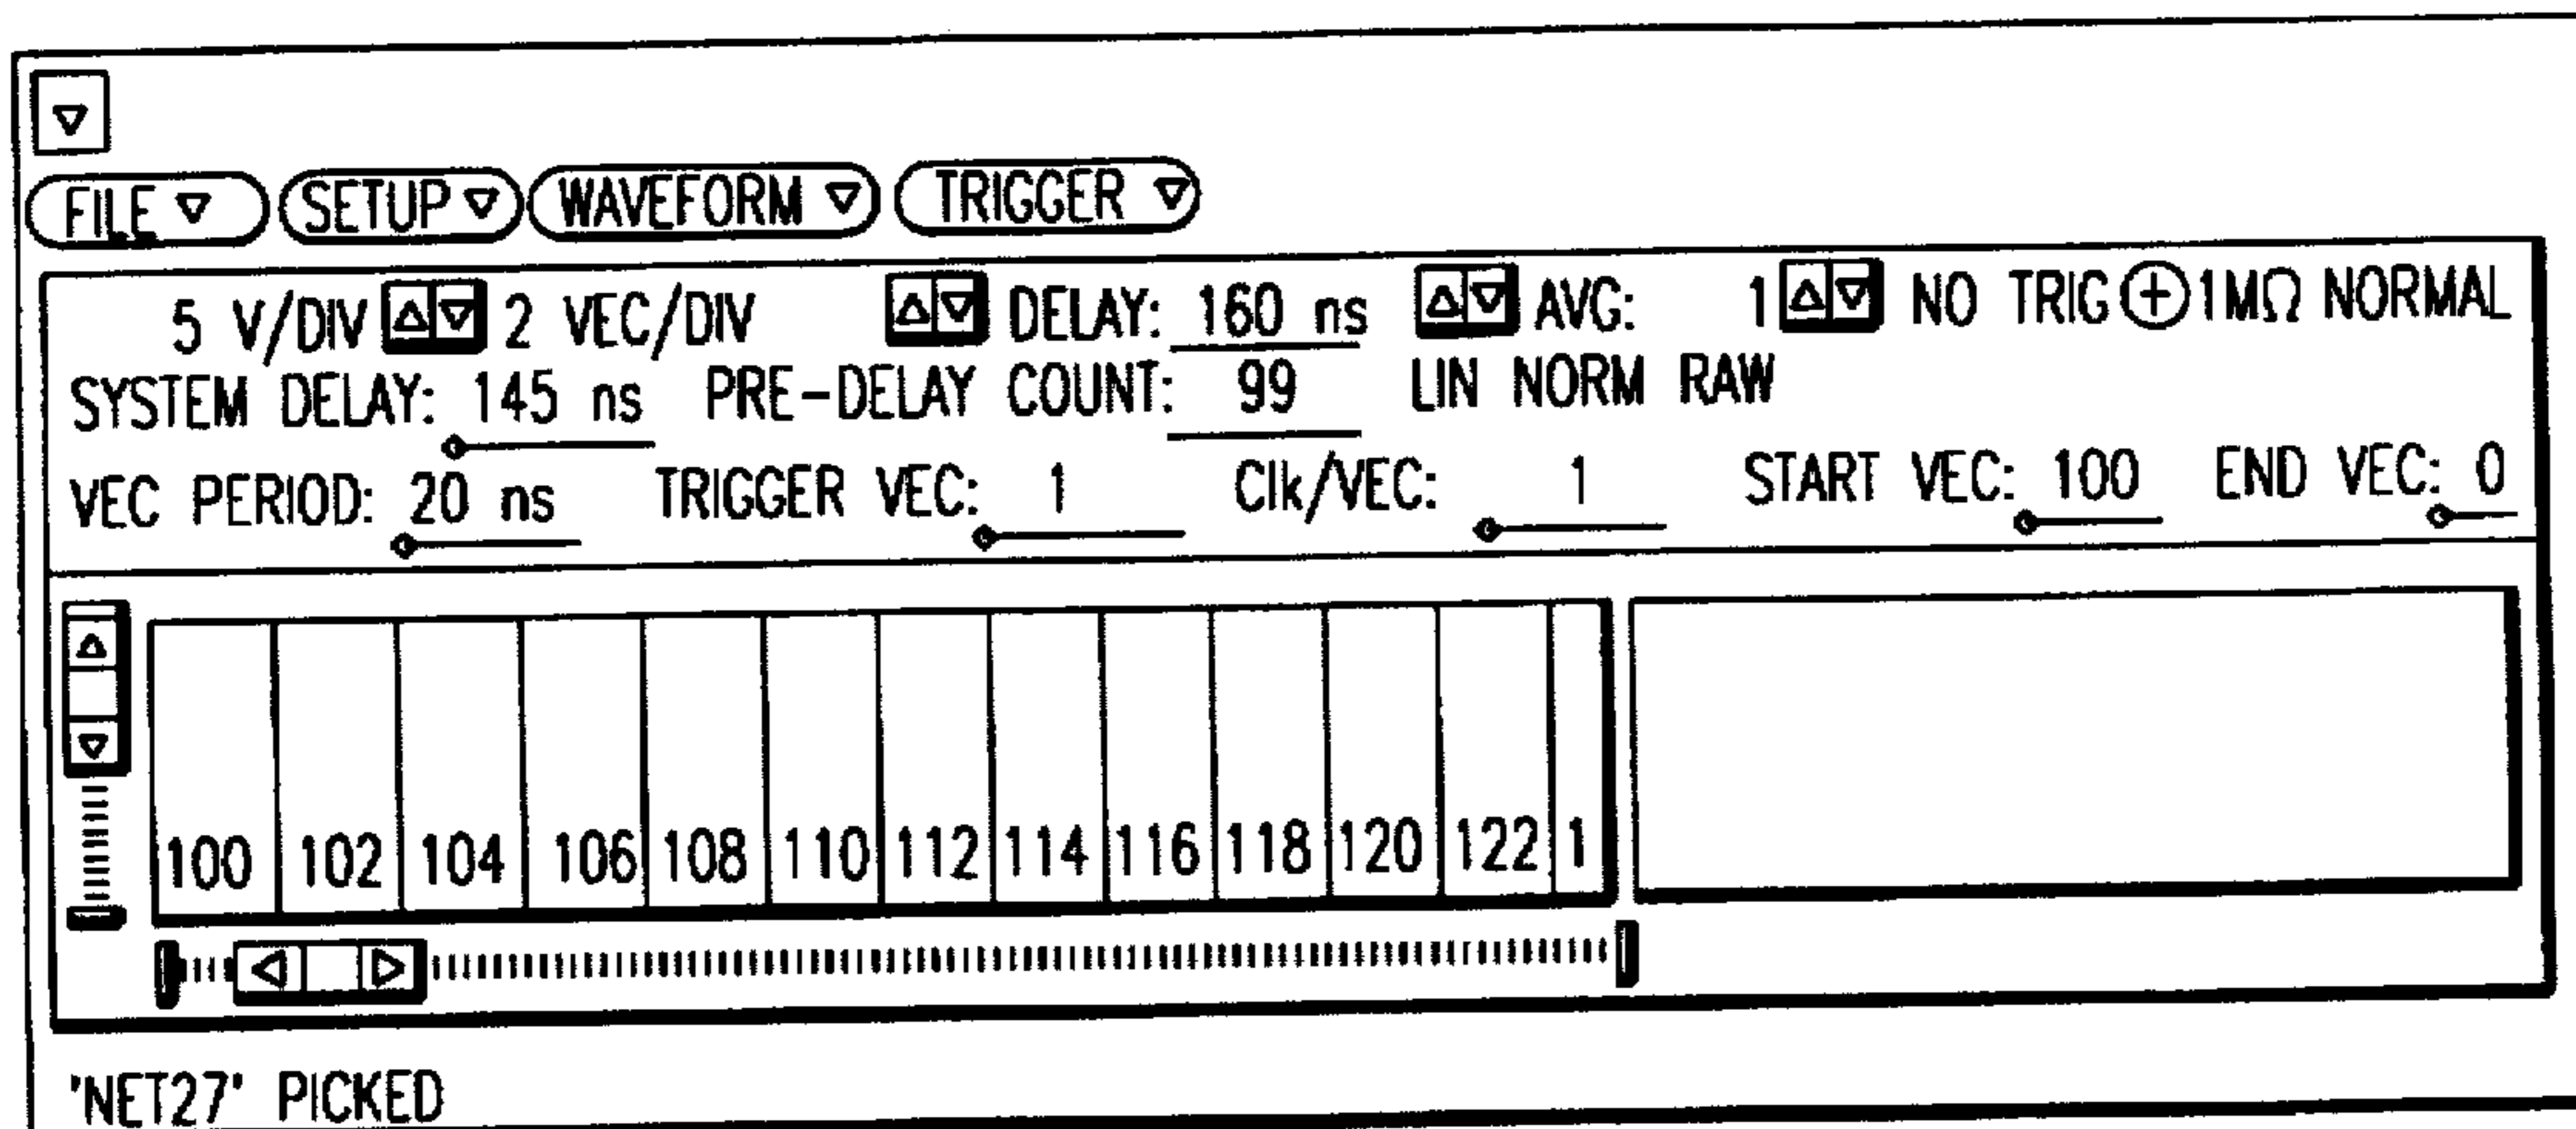 FILE SETUP WAVEFORM TRIGGER
5 V/DIV 2 VEC/DIV DELAY: 160 ns AVG: 1 NO TRIG 1MΩ NORMAL
SYSTEM DELAY: 145 ns PRE-DELAY COUNT: 99 LIN NORM RAW
VEC PERIOD: 20 ns TRIGGER VEC: 1 Clk/VEC: 1 START VEC: 100 END VEC: 0
100 102 104 106 108 110 112 114 116 118 120 122 1
'NET27' PICKED